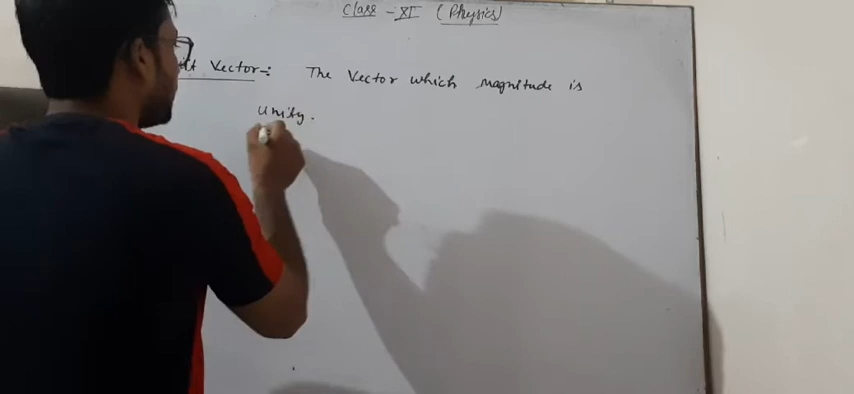 Class - XI (Physics)
Vector :- The Vector which magnitude is
Unity.